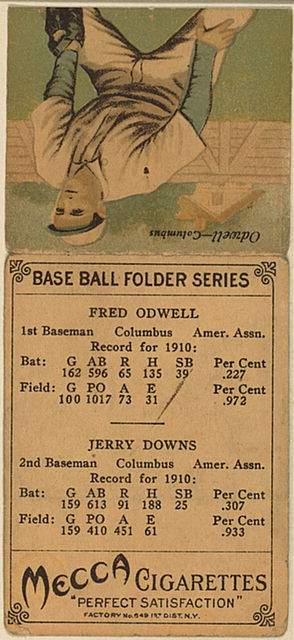 Odwell—Columbus
BASE BALL FOLDER SERIES
FRED ODWELL
1st Baseman Columbus Amer. Assn.
Record for 1910:
Bat: G AB R H SB Per Cent
162 596 65 135 39 .227
Field: G PO A E Per Cent
100 1017 73 31 .972
JERRY DOWNS
2nd Baseman Columbus Amer. Assn.
Record for 1910:
Bat: G AB R H SB Per Cent
159 613 91 188 25 .307
Field: G PO A E Per Cent
159 410 451 61 .933
MECCA CIGARETTES
"PERFECT SATISFACTION"
FACTORY No. 649 1ST DIST. N.Y.